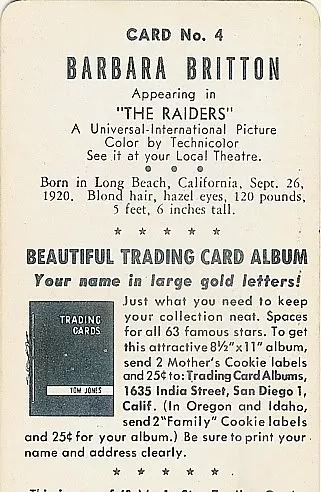 CARD No. 4
BARBARA BRITTON
Appearing in
"THE RAIDERS"
A Universal-International Picture
Color by Technicolor
See it at your Local Theatre.
Born in Long Beach, California, Sept. 26,
1920. Blond hair, hazel eyes, 120 pounds,
5 feet, 6 inches tall.
BEAUTIFUL TRADING CARD ALBUM
Your name in large gold letters!
TRADING
CARDS
TOM JONES
Just what you need to keep
your collection neat. Spaces
for all 63 famous stars. To get
this attractive 8½"x11" album,
send 2 Mother's Cookie labels
and 25¢ to: Trading Card Albums,
1635 India Street, San Diego 1,
Calif. (In Oregon and Idaho,
send 2 "Family" Cookie labels
and 25¢ for your album.) Be sure to print your
name and address clearly.